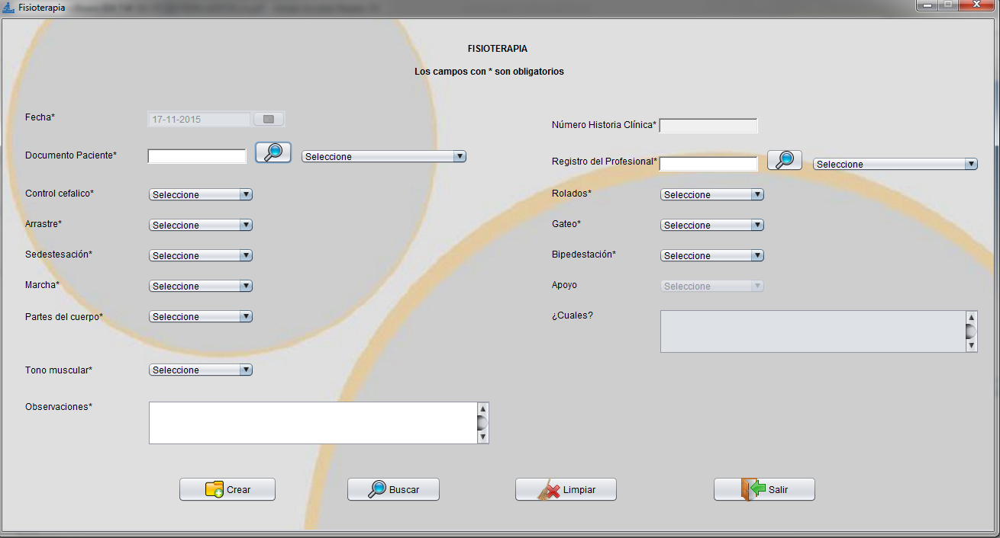 Fisioterapia
FISIOTERAPIA
Los campos con * son obligatorios
Fecha*
17-11-2015
Número Historia Clínica*
Documento Paciente*
Seleccione
Registro del Profesional*
Seleccione
Control cefalico*
Seleccione
Rolados*
Seleccione
Arrastre*
Seleccione
Gateo*
Seleccione
Sedestesación*
Seleccione
Bipedestación*
Seleccione
Marcha*
Seleccione
Apoyo
Seleccione
Partes del cuerpo*
Seleccione
¿Cuales?
Tono muscular*
Seleccione
Observaciones*
Crear
Buscar
Limpiar
Salir